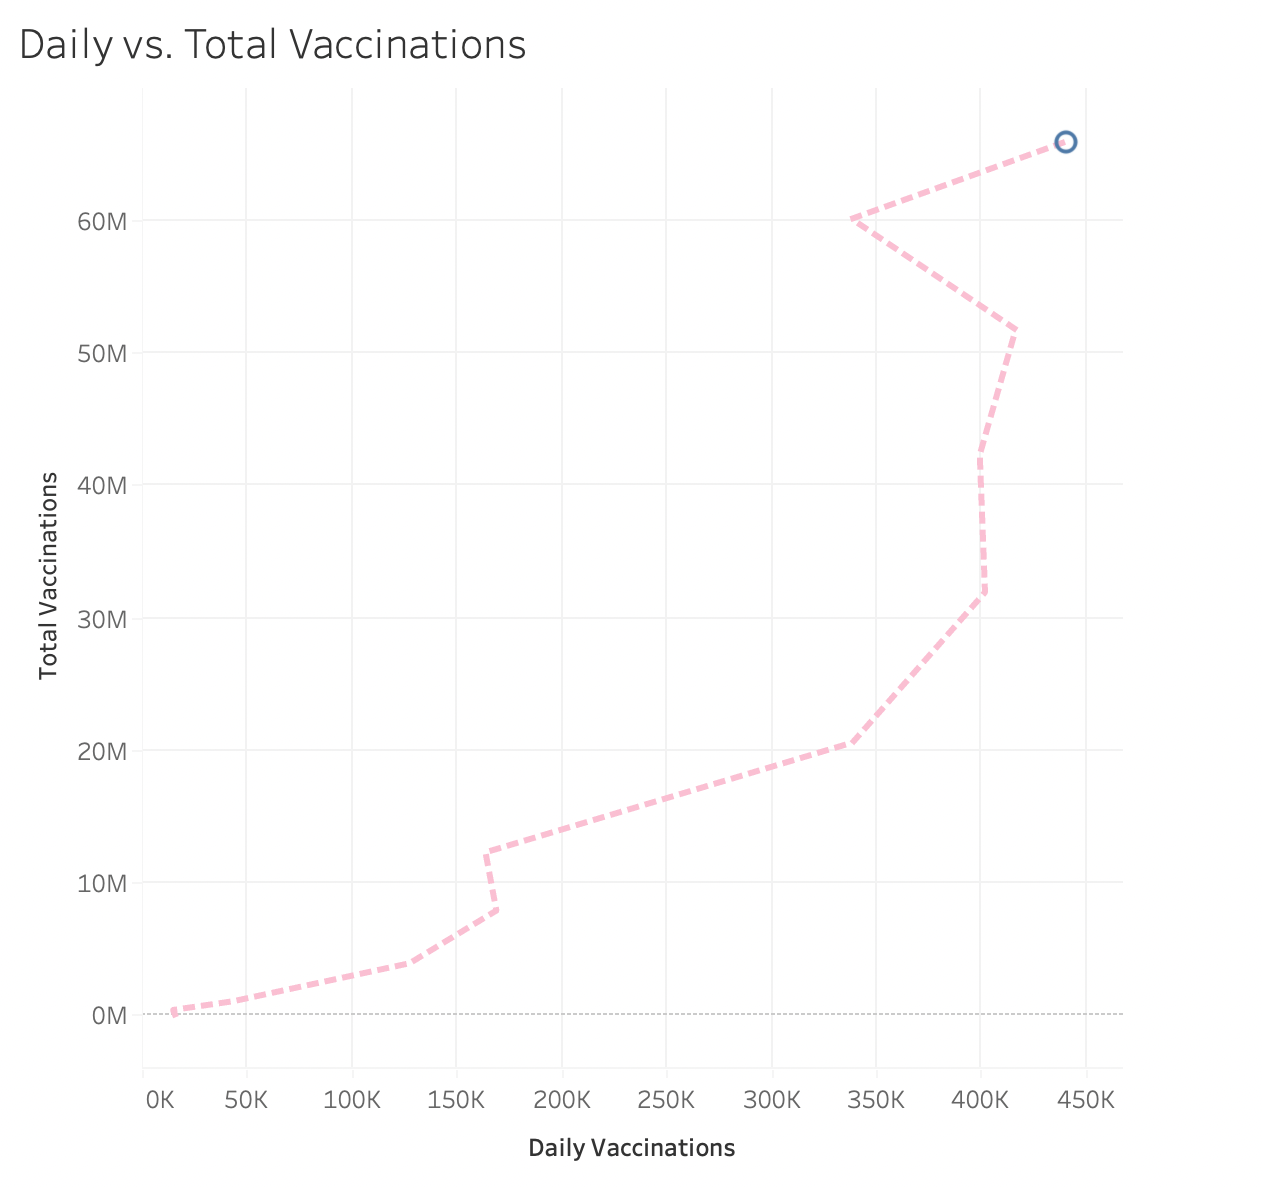 Daily vs. Total Vaccinations
60M
50M
40M
30M
20M
10M
0M
Total Vaccinations
0K 50K 100K 150K 200K 250K 300K 350K 400K 450K
Daily Vaccinations